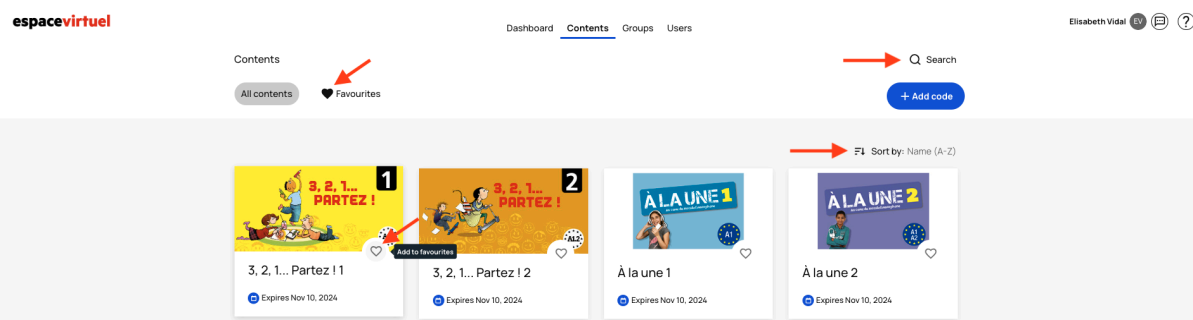 espacevirtuel
Dashboard Contents Groups Users
Elisabeth Vidal EV
Contents
Search
All contents Favourites
+ Add code
Sort by: Name (A-Z)
3, 2, 1... PARTEZ ! 1
3, 2, 1... PARTEZ ! 2
À LA UNE 1
À LA UNE 2
A1
A1
A2
Add to favourites
3, 2, 1... Partez ! 1
3, 2, 1... Partez ! 2
À la une 1
À la une 2
Expires Nov 10, 2024
Expires Nov 10, 2024
Expires Nov 10, 2024
Expires Nov 10, 2024